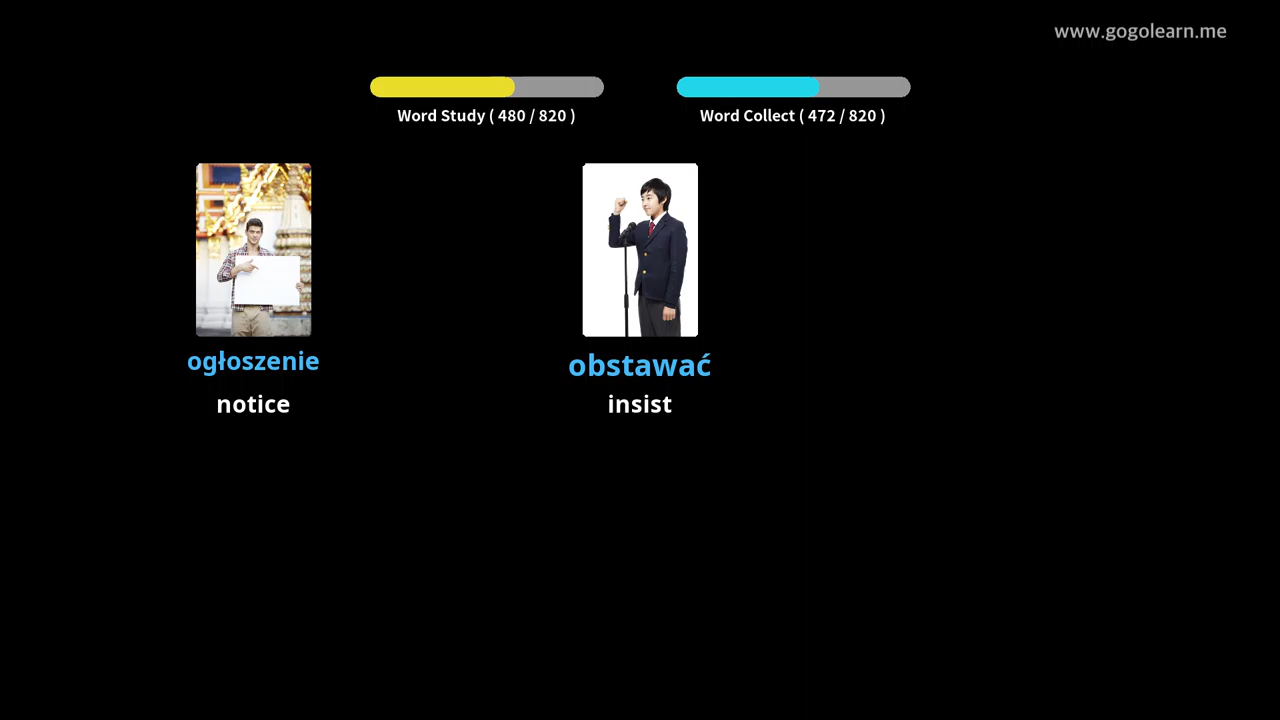 www.gogolearn.me
Word Study ( 480 / 820 )
Word Collect ( 472 / 820 )
ogłoszenie
notice
obstawać
insist